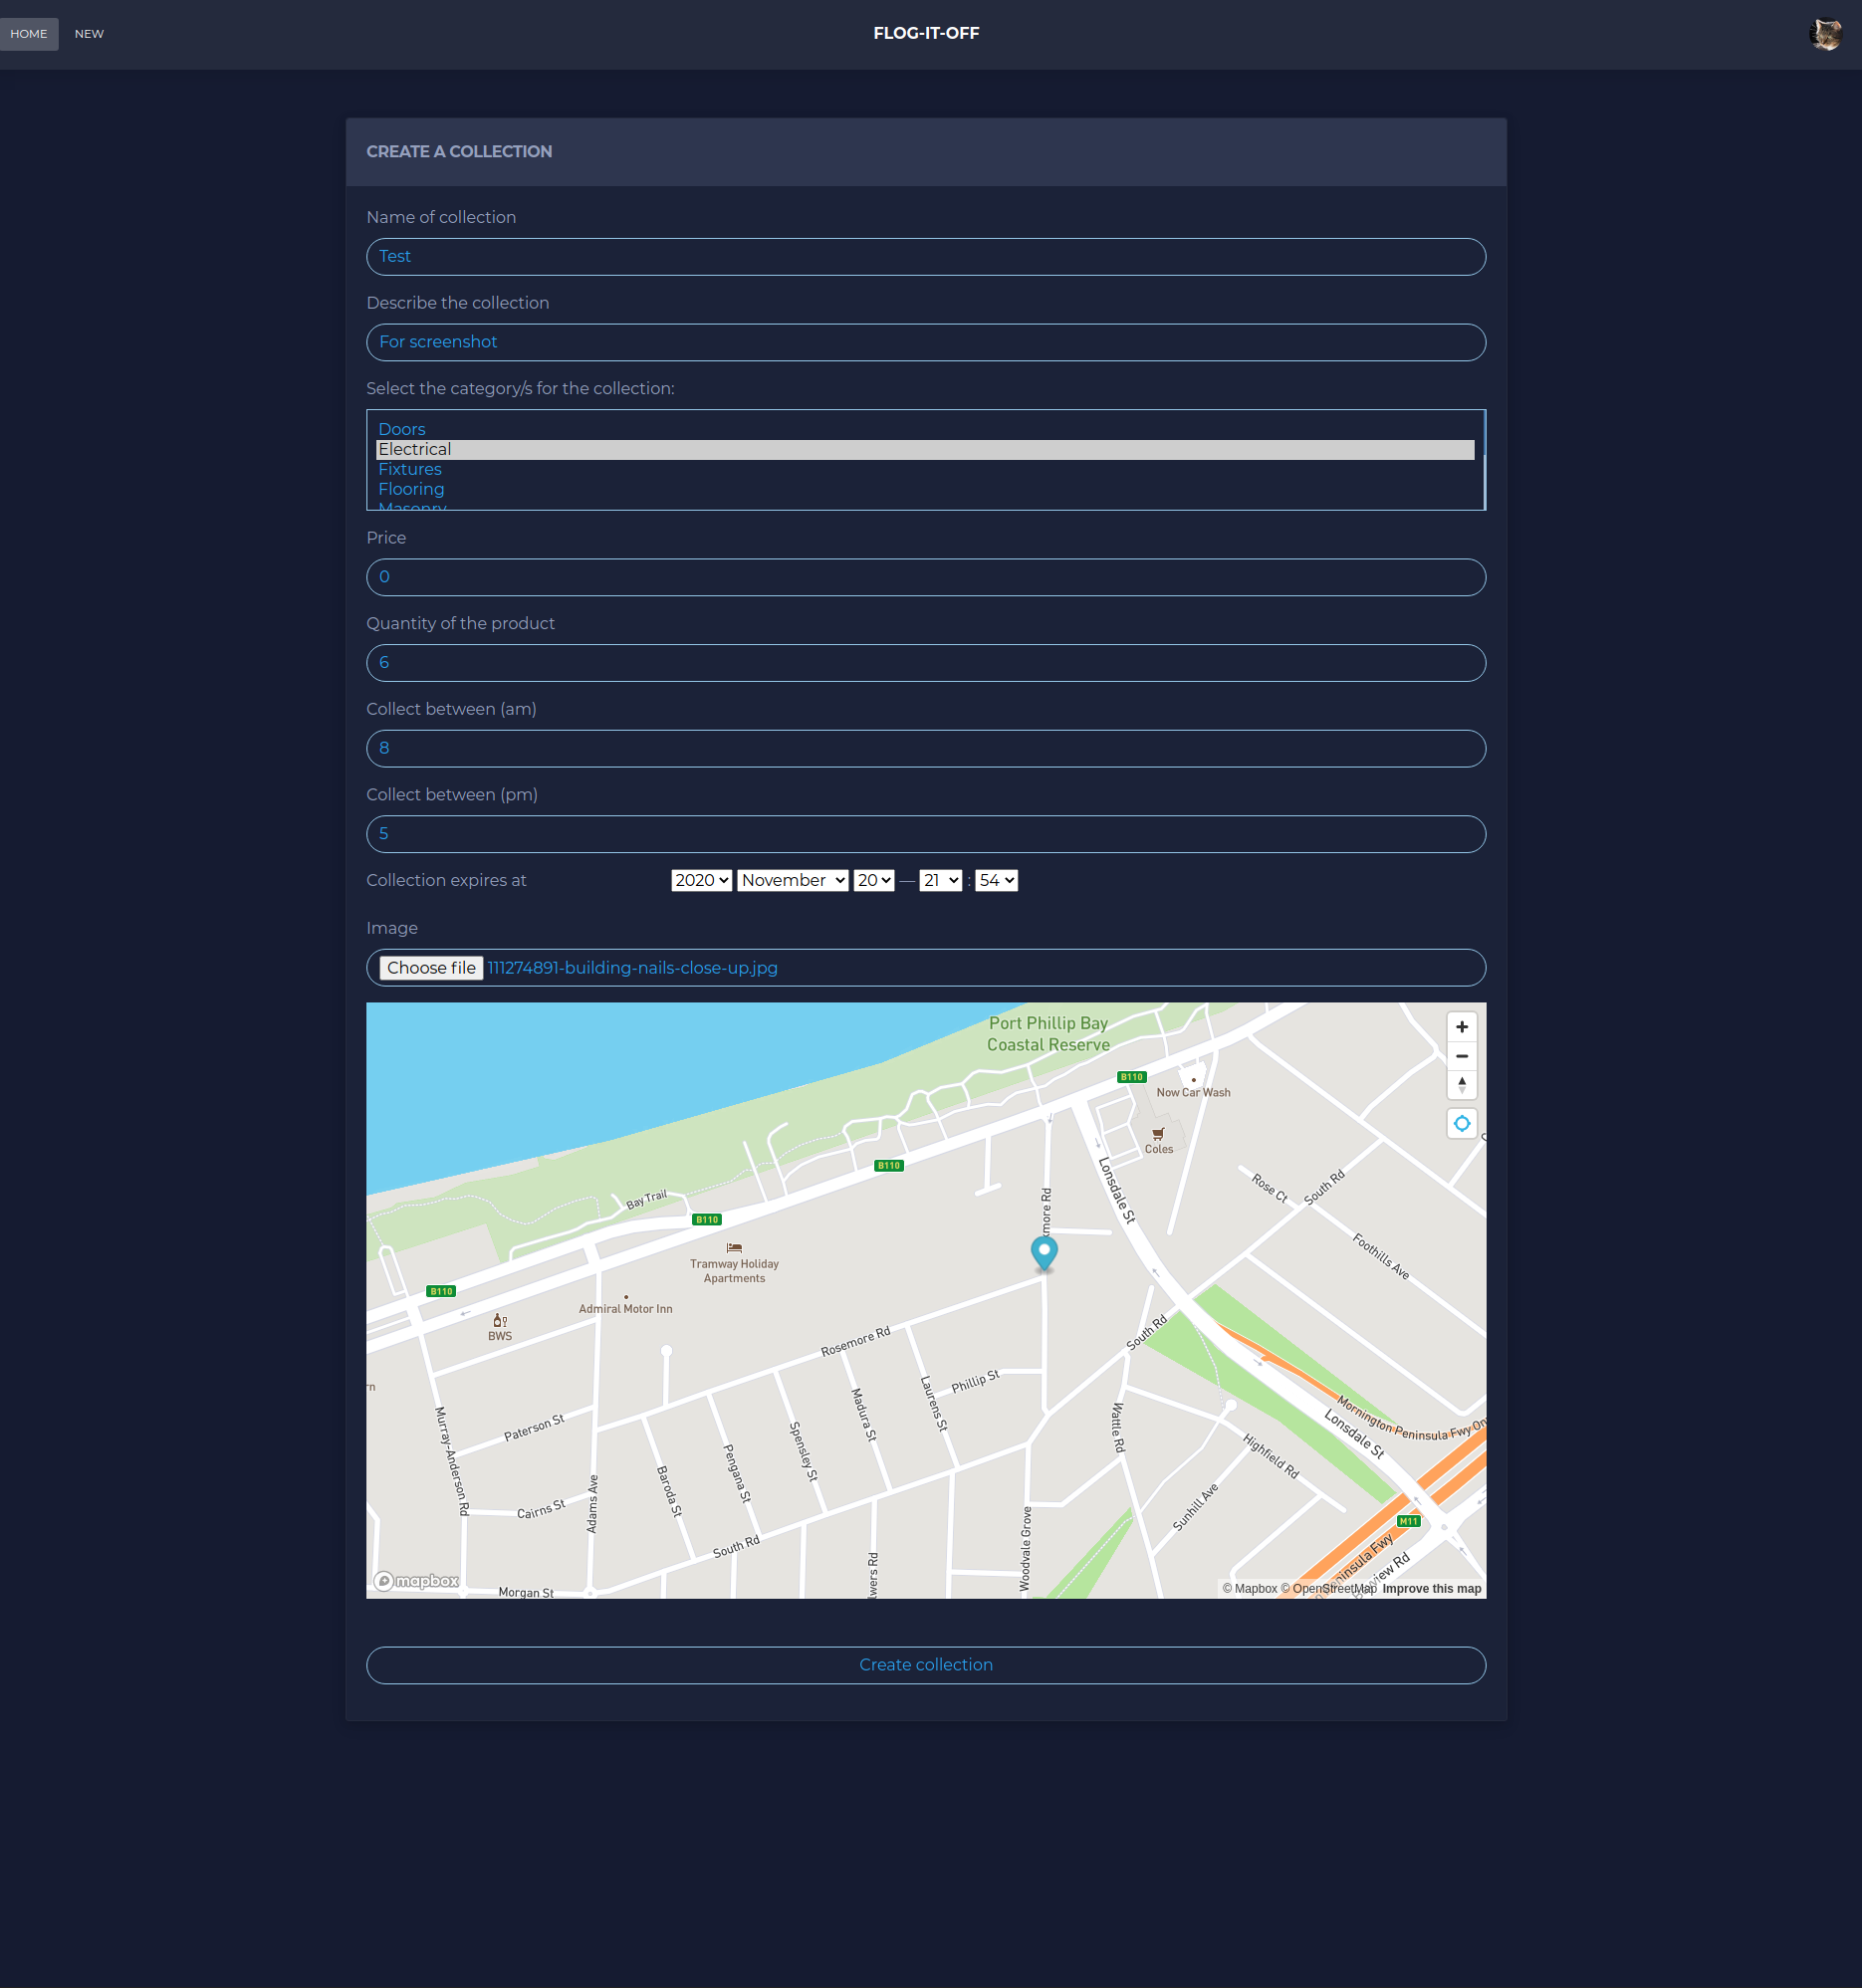 HOME NEW FLOG-IT-OFF
CREATE A COLLECTION
Name of collection
Test
Describe the collection
For screenshot
Select the category/s for the collection:
Doors
Electrical
Fixtures
Flooring
Masonry
Price
0
Quantity of the product
6
Collect between (am)
8
Collect between (pm)
5
Collection expires at 2020 November 20 — 21 : 54
Image
Choose file 111274891-building-nails-close-up.jpg
Port Phillip Bay
Coastal Reserve
B110
Now Car Wash
Coles
B110
Lonsdale St
Rose Ct
South Rd
Bay Trail
B110
Foothills Ave
Tramway Holiday
Apartments
B110
Admiral Motor Inn
BWS
Rosemore Rd
South Rd
Phillip St
Laurens St
Madura St
Spensley St
Pengana St
Baroda St
Paterson St
Murray-Anderson Rd
Cairns St
Adams Ave
Wattle Rd
Highfield Rd
Sunhill Ave
Mornington Peninsula Fwy On
Lonsdale St
M11
Woodvale Grove
South Rd
Morgan St
Bayview Rd
mapbox
© Mapbox © OpenStreetMap Improve this map
Create collection